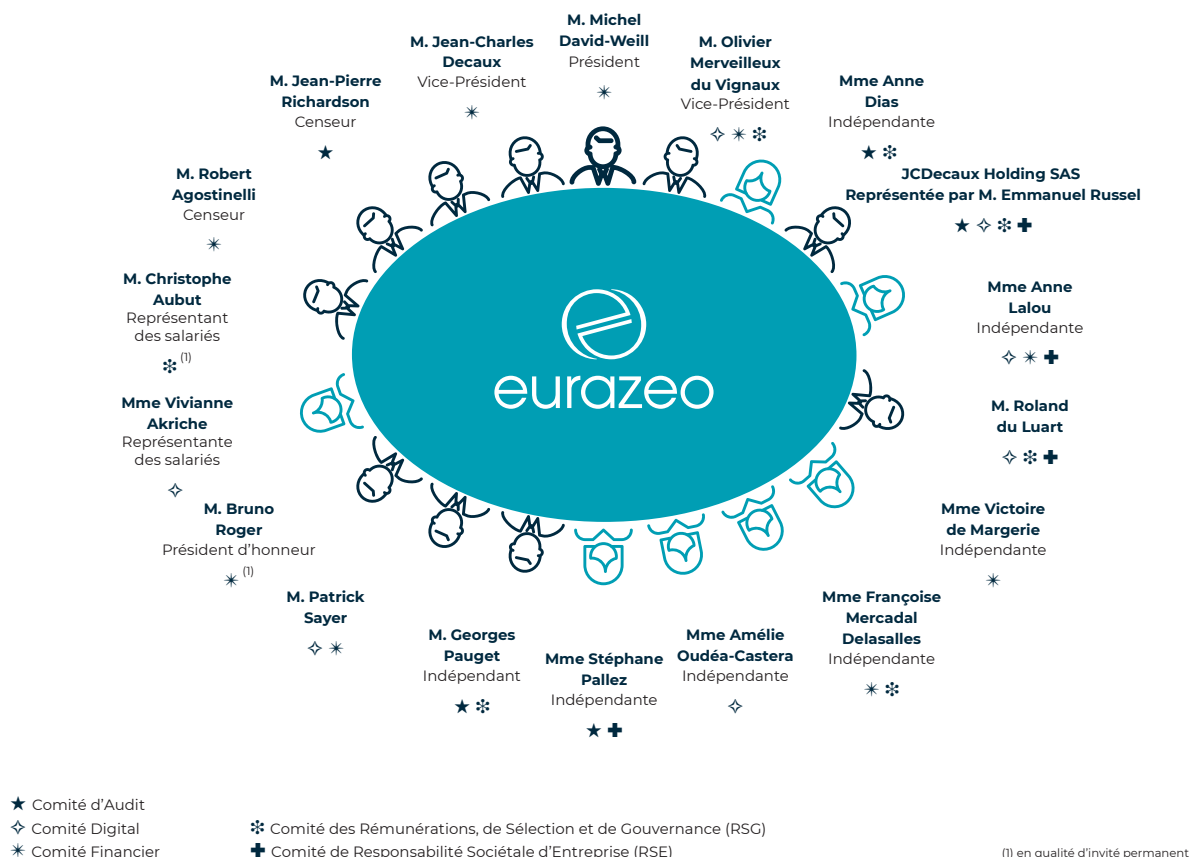 M. Michel
David-Weill
Président
✴
M. Jean-Charles
Decaux
Vice-Président
✴
M. Olivier
Merveilleux
du Vignaux
Vice-Président
✧ ✴ ❇
M. Jean-Pierre
Richardson
Censeur
★
Mme Anne
Dias
Indépendante
★ ❇
M. Robert
Agostinelli
Censeur
✴
JCDecaux Holding SAS
Représentée par M. Emmanuel Russel
★ ✧ ❇ ✚
M. Christophe
Aubut
Représentant
des salariés
❇ (1)
Mme Anne
Lalou
Indépendante
✧ ✴ ✚
eurazeo
Mme Vivianne
Akriche
Représentante
des salariés
✧
M. Roland
du Luart
✧ ❇ ✚
M. Bruno
Roger
Président d’honneur
✴ (1)
Mme Victoire
de Margerie
Indépendante
✴
M. Patrick
Sayer
✧ ✴
Mme Françoise
Mercadal
Delasalles
Indépendante
✴ ❇
M. Georges
Pauget
Indépendant
★ ❇
Mme Stéphane
Pallez
Indépendante
★ ✚
Mme Amélie
Oudéa-Castera
Indépendante
✧
★ Comité d’Audit
✧ Comité Digital
✴ Comité Financier
❇ Comité des Rémunérations, de Sélection et de Gouvernance (RSG)
✚ Comité de Responsabilité Sociétale d’Entreprise (RSE)
(1) en qualité d’invité permanent